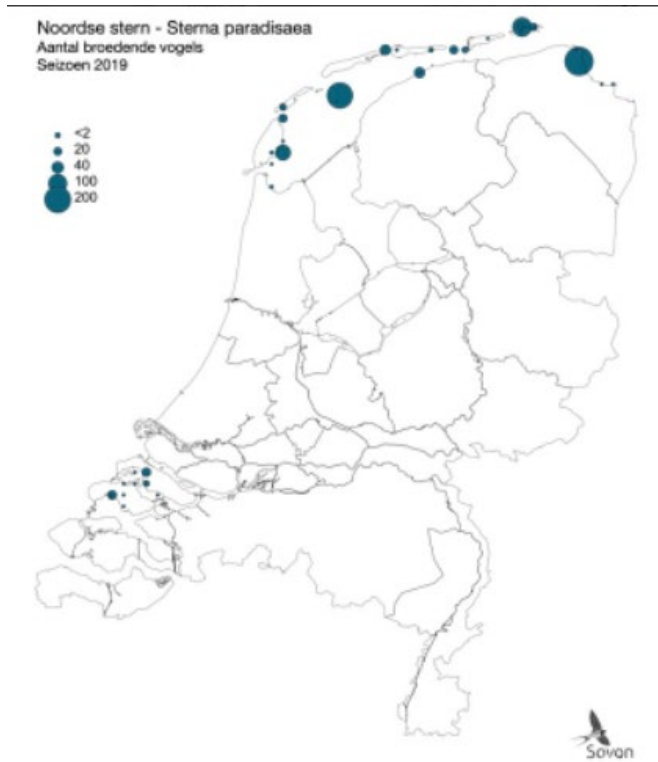 Noordse stern - Sterna paradisaea
Aantal broedende vogels
Seizoen 2019
<2
20
40
100
200
Sovon